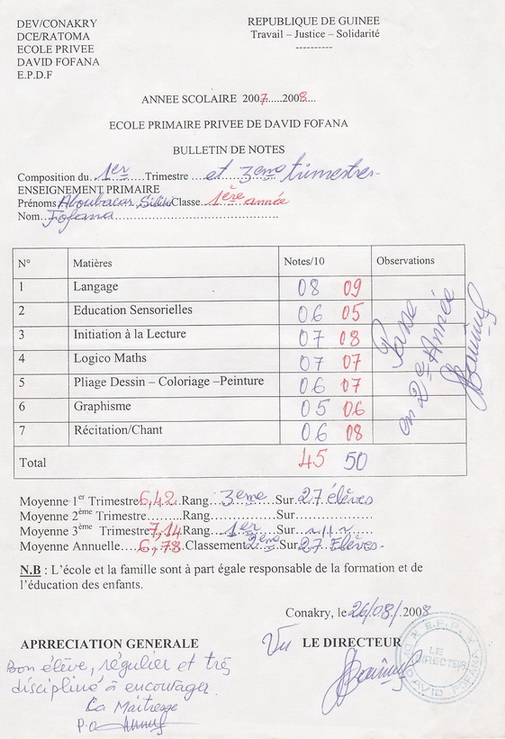 DEV/CONAKRY
DCE/RATOMA
ECOLE PRIVEE
DAVID FOFANA
E.P.D.F
REPUBLIQUE DE GUINEE
Travail – Justice – Solidarité
----------
ANNEE SCOLAIRE 2007.....2008....
ECOLE PRIMAIRE PRIVEE DE DAVID FOFANA
BULLETIN DE NOTES
Composition du 1er Trimestre et 3eme trimestres
ENSEIGNEMENT PRIMAIRE
Prénoms Aboubacar Classe 1ère année
Nom Fofana
N° Matières Notes/10 Observations
1 Langage 08 09
2 Education Sensorielles 06 05
3 Initiation à la Lecture 07 08
4 Logico Maths 07 07
5 Pliage Dessin – Coloriage –Peinture 06 07
6 Graphisme 05 06
7 Récitation/Chant 06 08
Total 45 50
Passe
en 2e Année
Moyenne 1er Trimestre 6,42 Rang 3eme Sur 27 élèves
Moyenne 2ème Trimestre............Rang................Sur................
Moyenne 3ème Trimestre 7,14 Rang 1er Sur
Moyenne Annuelle 6,78 Classement 2eme Sur 27 Elèves.
N.B : L'école et la famille sont à part égale responsable de la formation et de
l'éducation des enfants.
Conakry, le 26/08/2008
APRRECIATION GENERALE
Vu LE DIRECTEUR
Bon élève, régulier et très
discipliné à encourager.
La Maitresse
P.o
LE
DIRECTEUR
DAVID FOFANA